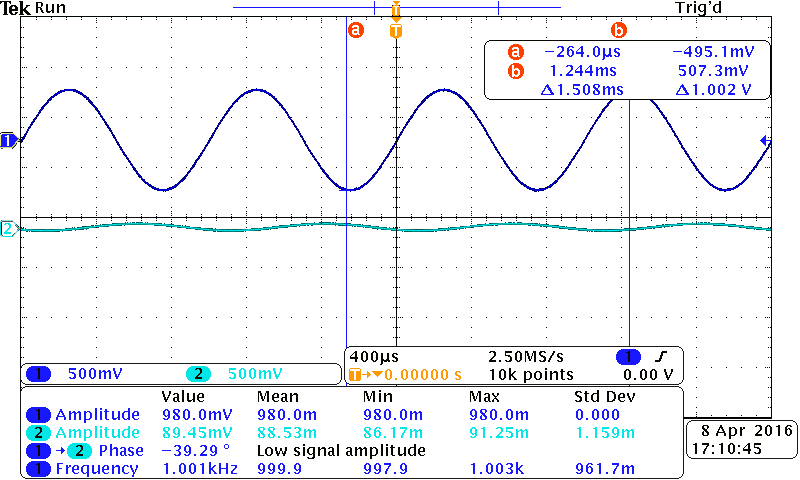 Tek Run Trig'd
T
a T b
a −264.0µs −495.1mV
b 1.244ms 507.3mV
Δ1.508ms Δ1.002 V
1
2
1 500mV 2 500mV
400µs 2.50MS/s 1
T→▼0.00000 s 10k points 0.00 V
Value Mean Min Max Std Dev
1 Amplitude 980.0mV 980.0m 980.0m 980.0m 0.000
2 Amplitude 89.45mV 88.53m 86.17m 91.25m 1.159m
1 → 2 Phase −39.29 ° Low signal amplitude
1 Frequency 1.001kHz 999.9 997.9 1.003k 961.7m
8 Apr 2016
17:10:45